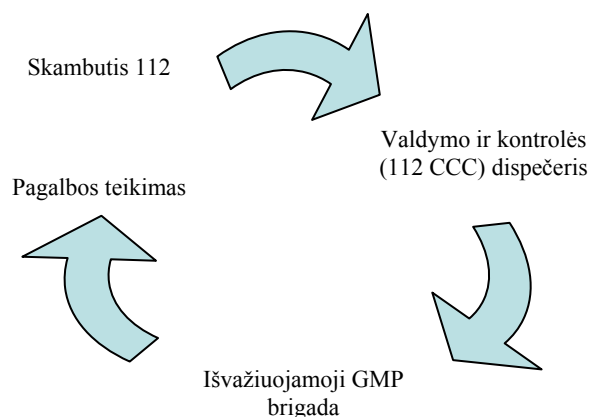 Skambutis 112
Valdymo ir kontrolės
(112 CCC) dispečeris
Pagalbos teikimas
Išvažiuojamoji GMP
brigada